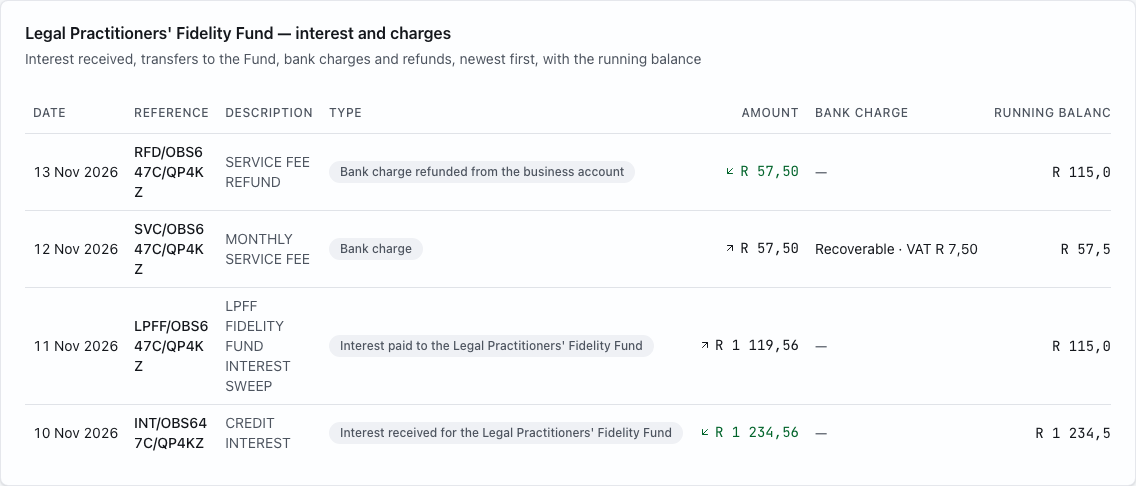 Legal Practitioners' Fidelity Fund — interest and charges
Interest received, transfers to the Fund, bank charges and refunds, newest first, with the running balance
DATE REFERENCE DESCRIPTION TYPE AMOUNT BANK CHARGE RUNNING BALANC
RFD/OBS6
47C/QP4K
Z
13 Nov 2026
SERVICE FEE
REFUND
Bank charge refunded from the business account
↙ R 57,50
—
R 115,0
SVC/OBS6
47C/QP4K
Z
12 Nov 2026
MONTHLY
SERVICE FEE
Bank charge
↗ R 57,50
Recoverable · VAT R 7,50
R 57,5
LPFF/OBS6
47C/QP4K
Z
11 Nov 2026
LPFF
FIDELITY
FUND
INTEREST
SWEEP
Interest paid to the Legal Practitioners' Fidelity Fund
↗ R 1 119,56
—
R 115,0
INT/OBS64
7C/QP4KZ
10 Nov 2026
CREDIT
INTEREST
Interest received for the Legal Practitioners' Fidelity Fund
↙ R 1 234,56
—
R 1 234,5